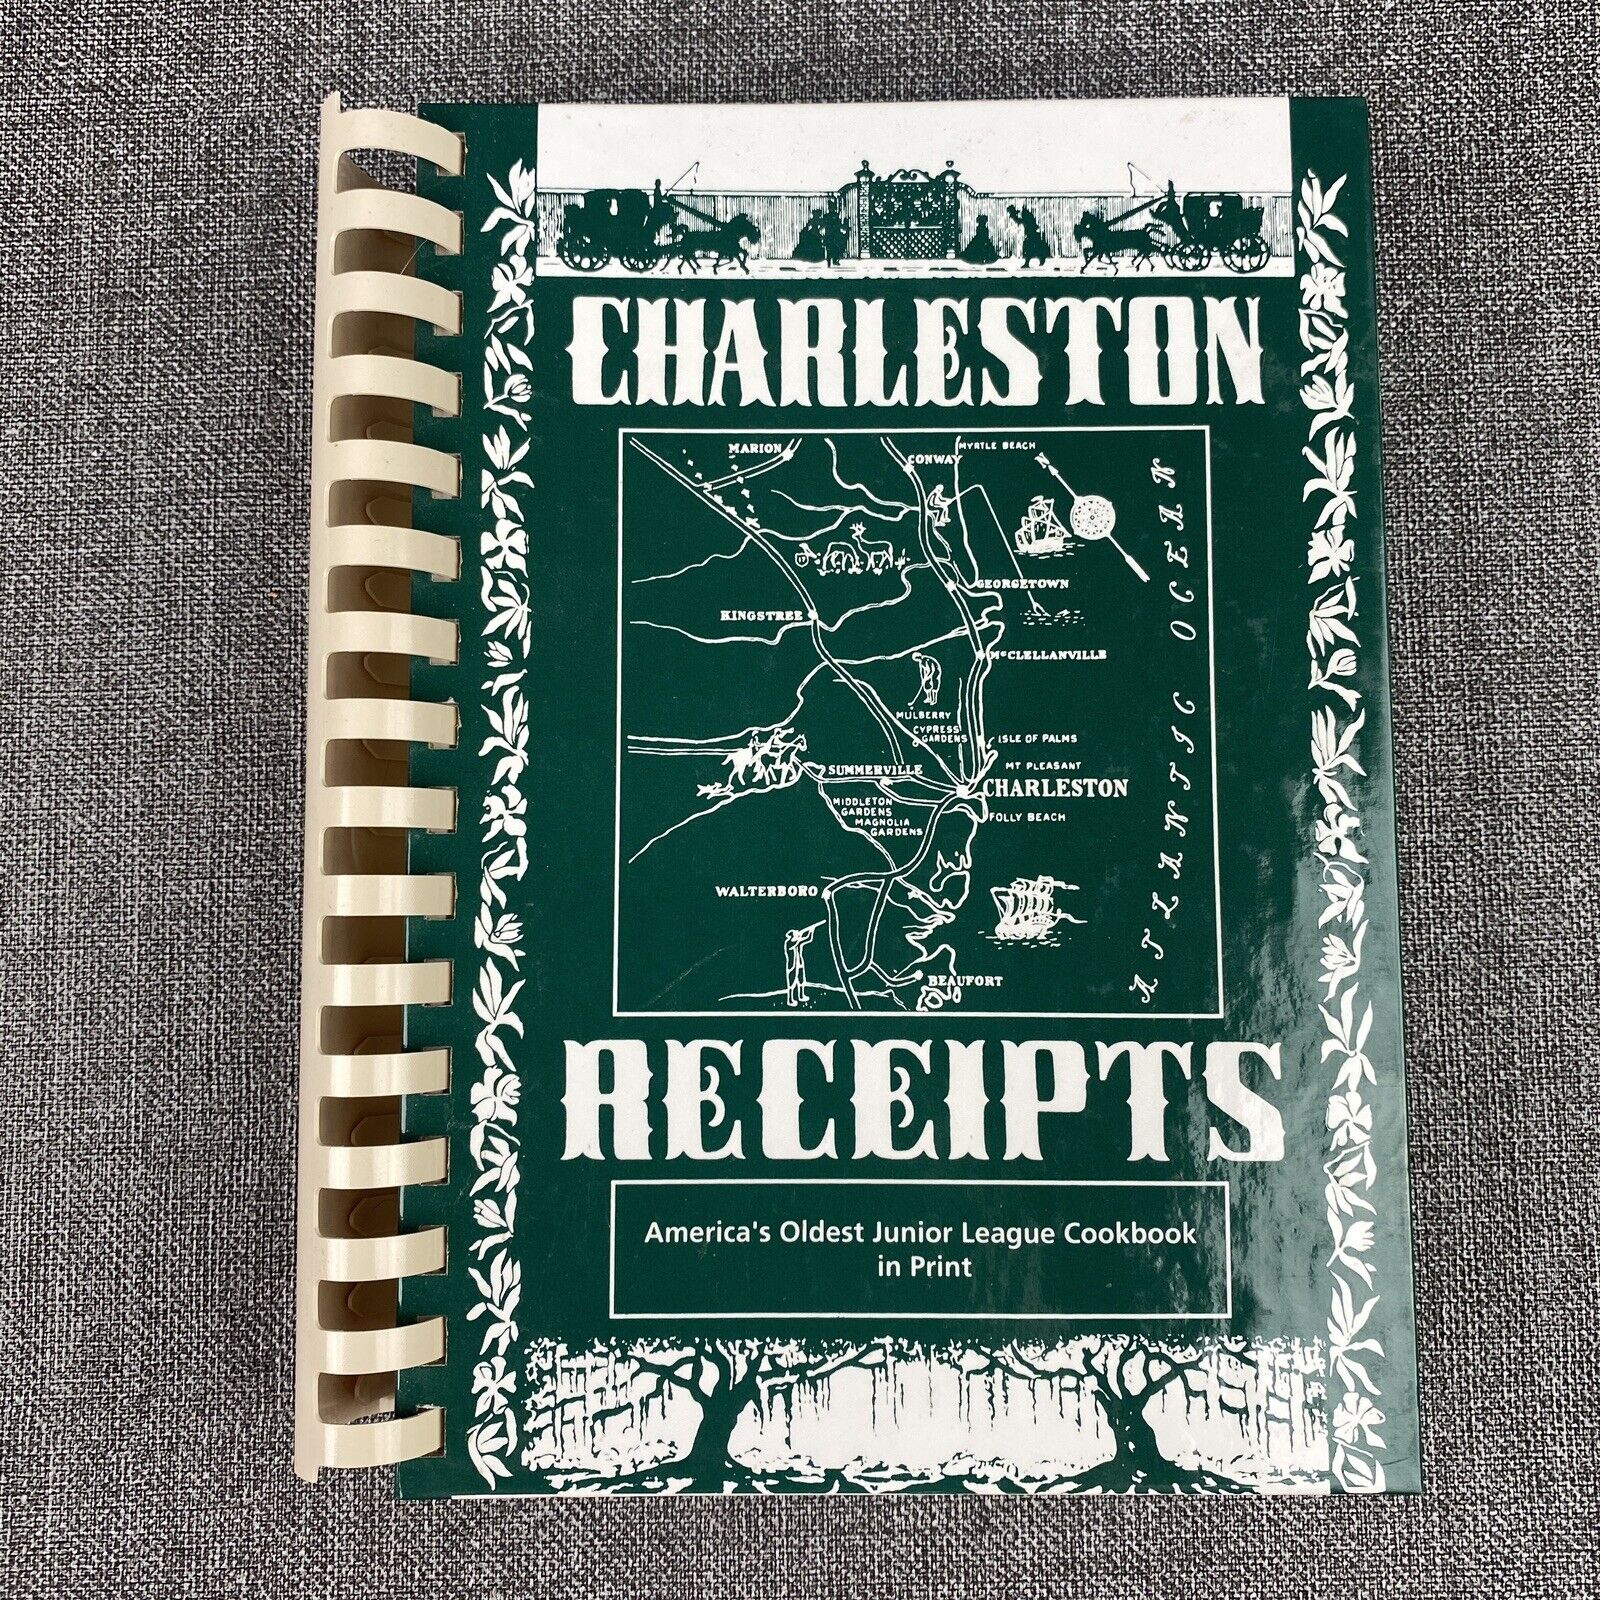 CHARLESTON
MARION
CONWAY
MYRTLE BEACH
N
GEORGETOWN
KINGSTREE
McCLELLANVILLE
MULBERRY
CYPRESS
GARDENS
ISLE OF PALMS
MT PLEASANT
SUMMERVILLE
CHARLESTON
MIDDLETON
GARDENS
MAGNOLIA
GARDENS
FOLLY BEACH
WALTERBORO
BEAUFORT
ATLANTIC OCEAN
RECEIPTS
America's Oldest Junior League Cookbook
in Print